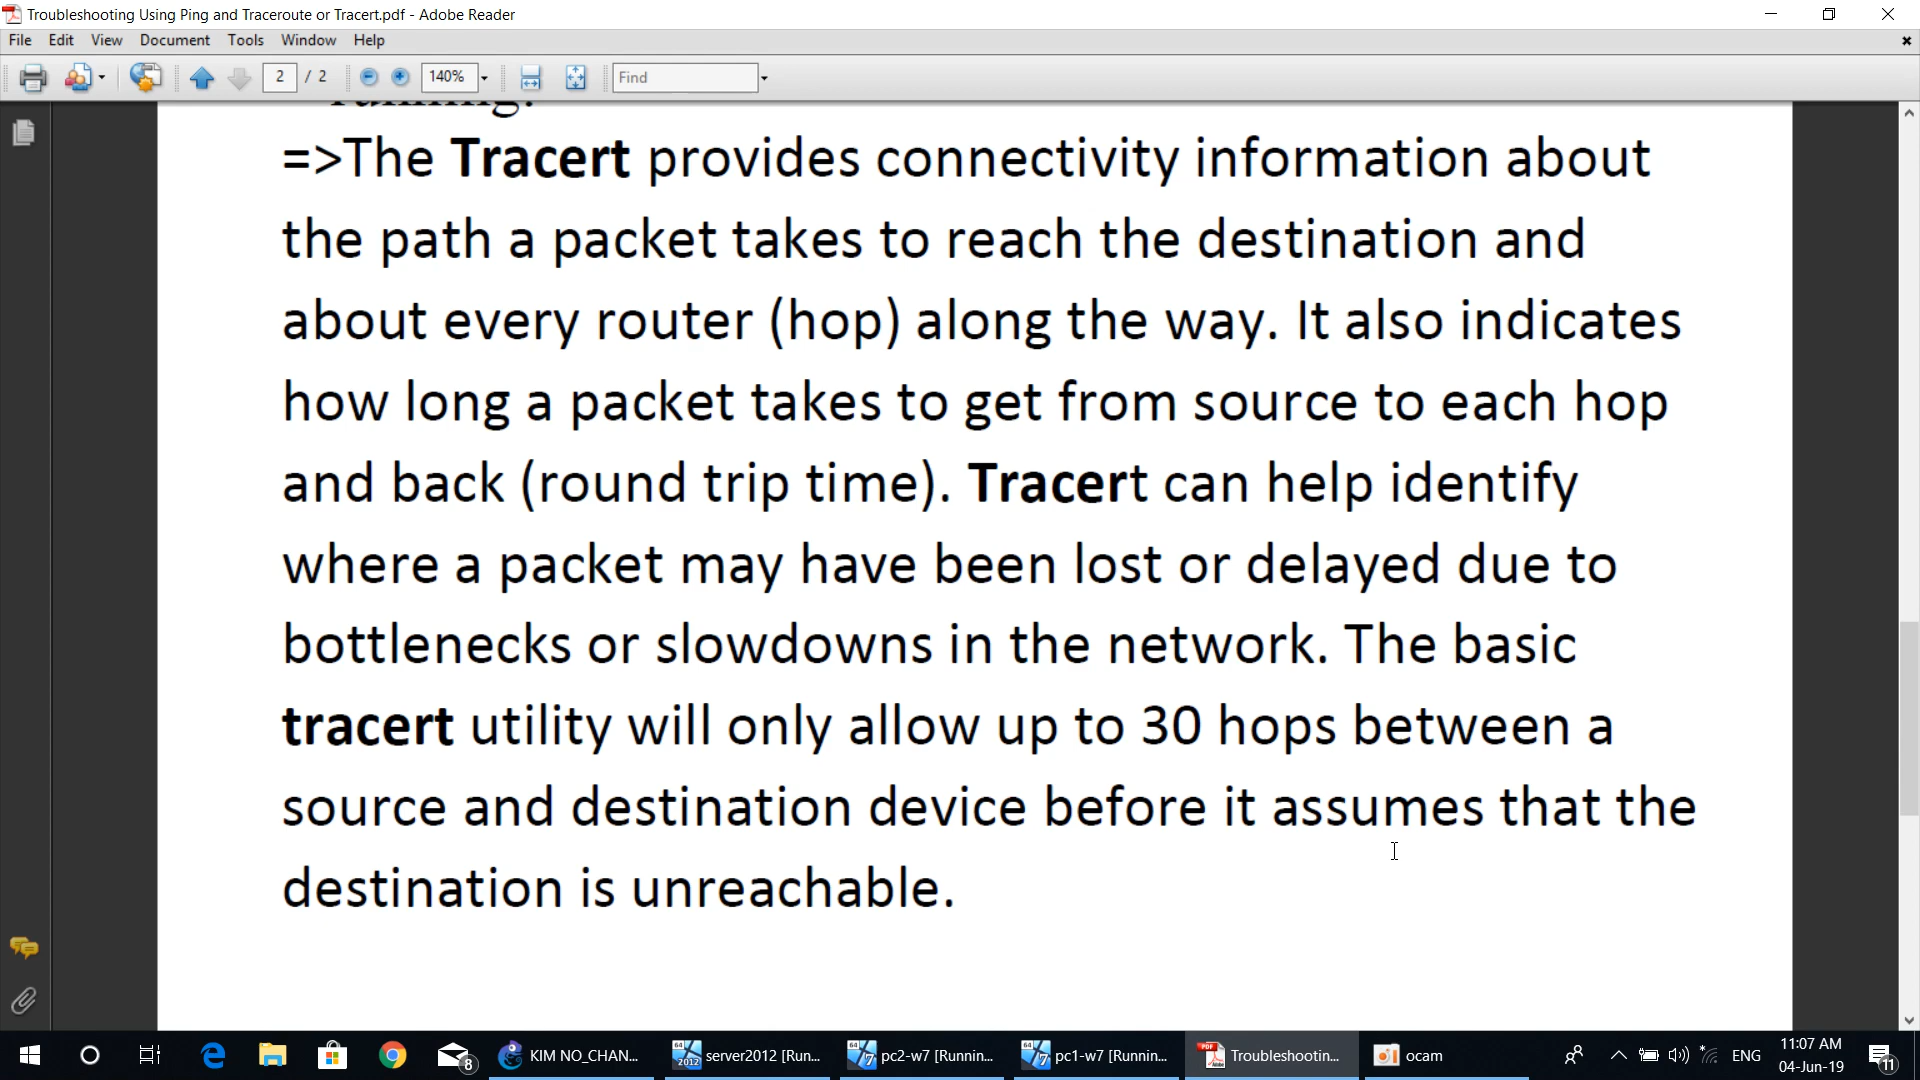 Troubleshooting Using Ping and Traceroute or Tracert.pdf - Adobe Reader
File Edit View Document Tools Window Help
2 / 2 140% Find
=>The Tracert provides connectivity information about
the path a packet takes to reach the destination and
about every router (hop) along the way. It also indicates
how long a packet takes to get from source to each hop
and back (round trip time). Tracert can help identify
where a packet may have been lost or delayed due to
bottlenecks or slowdowns in the network. The basic
tracert utility will only allow up to 30 hops between a
source and destination device before it assumes that the
destination is unreachable.
8 KIM NO_CHAN... server2012 [Run... pc2-w7 [Runnin... pc1-w7 [Runnin... Troubleshootin... ocam ENG 11:07 AM 11
04-Jun-19